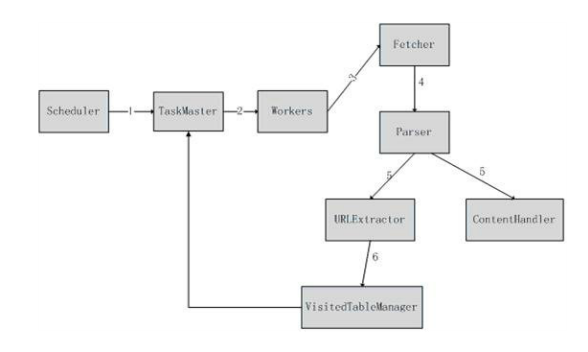 Fetcher
3
4
Scheduler
1
TaskMaster
2
Workers
Parser
5
5
URLExtractor
ContentHandler
6
VisitedTableManager